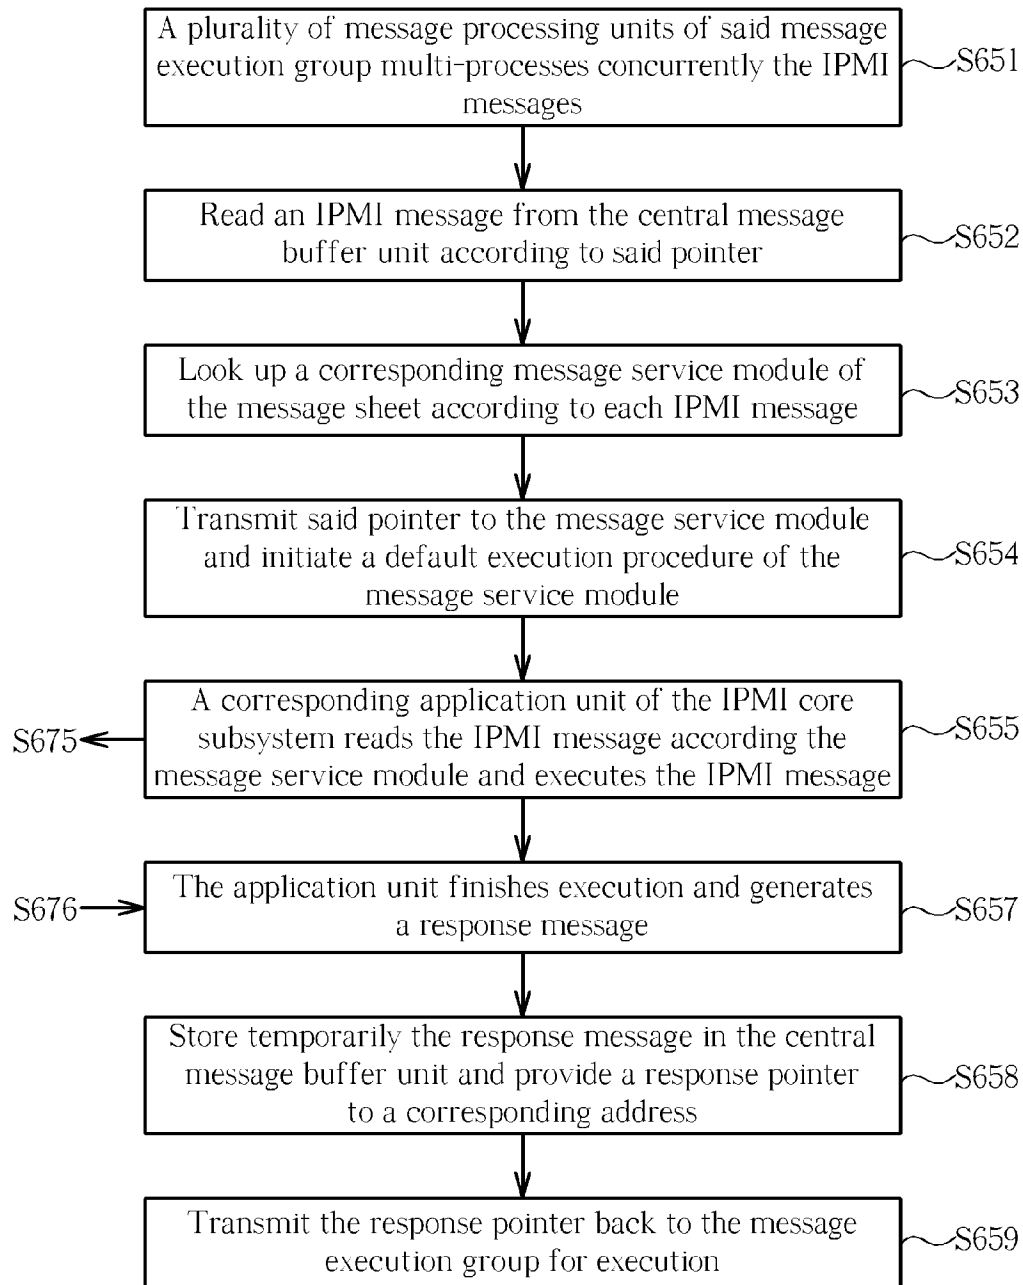 A plurality of message processing units of said message
execution group multi-processes concurrently the IPMI
messages
S651
Read an IPMI message from the central message
buffer unit according to said pointer
S652
Look up a corresponding message service module of
the message sheet according to each IPMI message
S653
Transmit said pointer to the message service module
and initiate a default execution procedure of the
message service module
S654
A corresponding application unit of the IPMI core
subsystem reads the IPMI message according the
message service module and executes the IPMI message
S655
S675
The application unit finishes execution and generates
a response message
S657
S676
Store temporarily the response message in the central
message buffer unit and provide a response pointer
to a corresponding address
S658
Transmit the response pointer back to the message
execution group for execution
S659